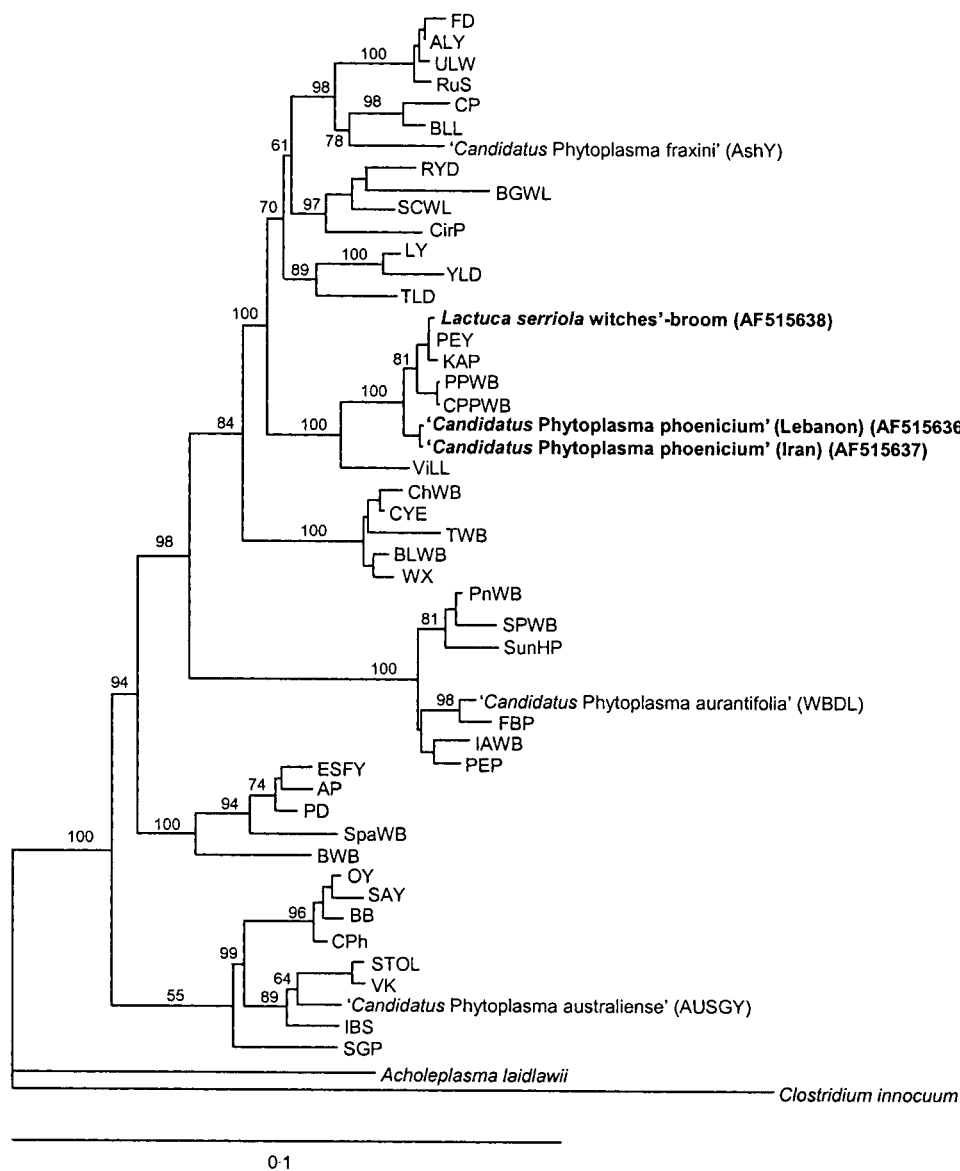 FD
ALY
100
ULW
RuS
98
98
CP
BLL
78
'Candidatus Phytoplasma fraxini' (AshY)
61
RYD
BGWL
97
SCWL
CirP
70
LY
100
89
YLD
TLD
100
Lactuca serriola witches'-broom (AF515638)
PEY
81
KAP
PPWB
100
CPPWB
'Candidatus Phytoplasma phoenicium' (Lebanon) (AF515636
100
'Candidatus Phytoplasma phoenicium' (Iran) (AF515637)
84
ViLL
ChWB
CYE
100
TWB
BLWB
98
WX
PnWB
81
SPWB
SunHP
100
94
98
'Candidatus Phytoplasma aurantifolia' (WBDL)
FBP
IAWB
PEP
ESFY
74
AP
94
PD
100
SpaWB
100
BWB
OY
SAY
96
BB
CPh
99
STOL
64
VK
55
89
'Candidatus Phytoplasma australiense' (AUSGY)
IBS
SGP
Acholeplasma laidlawii
Clostridium innocuum
0·1